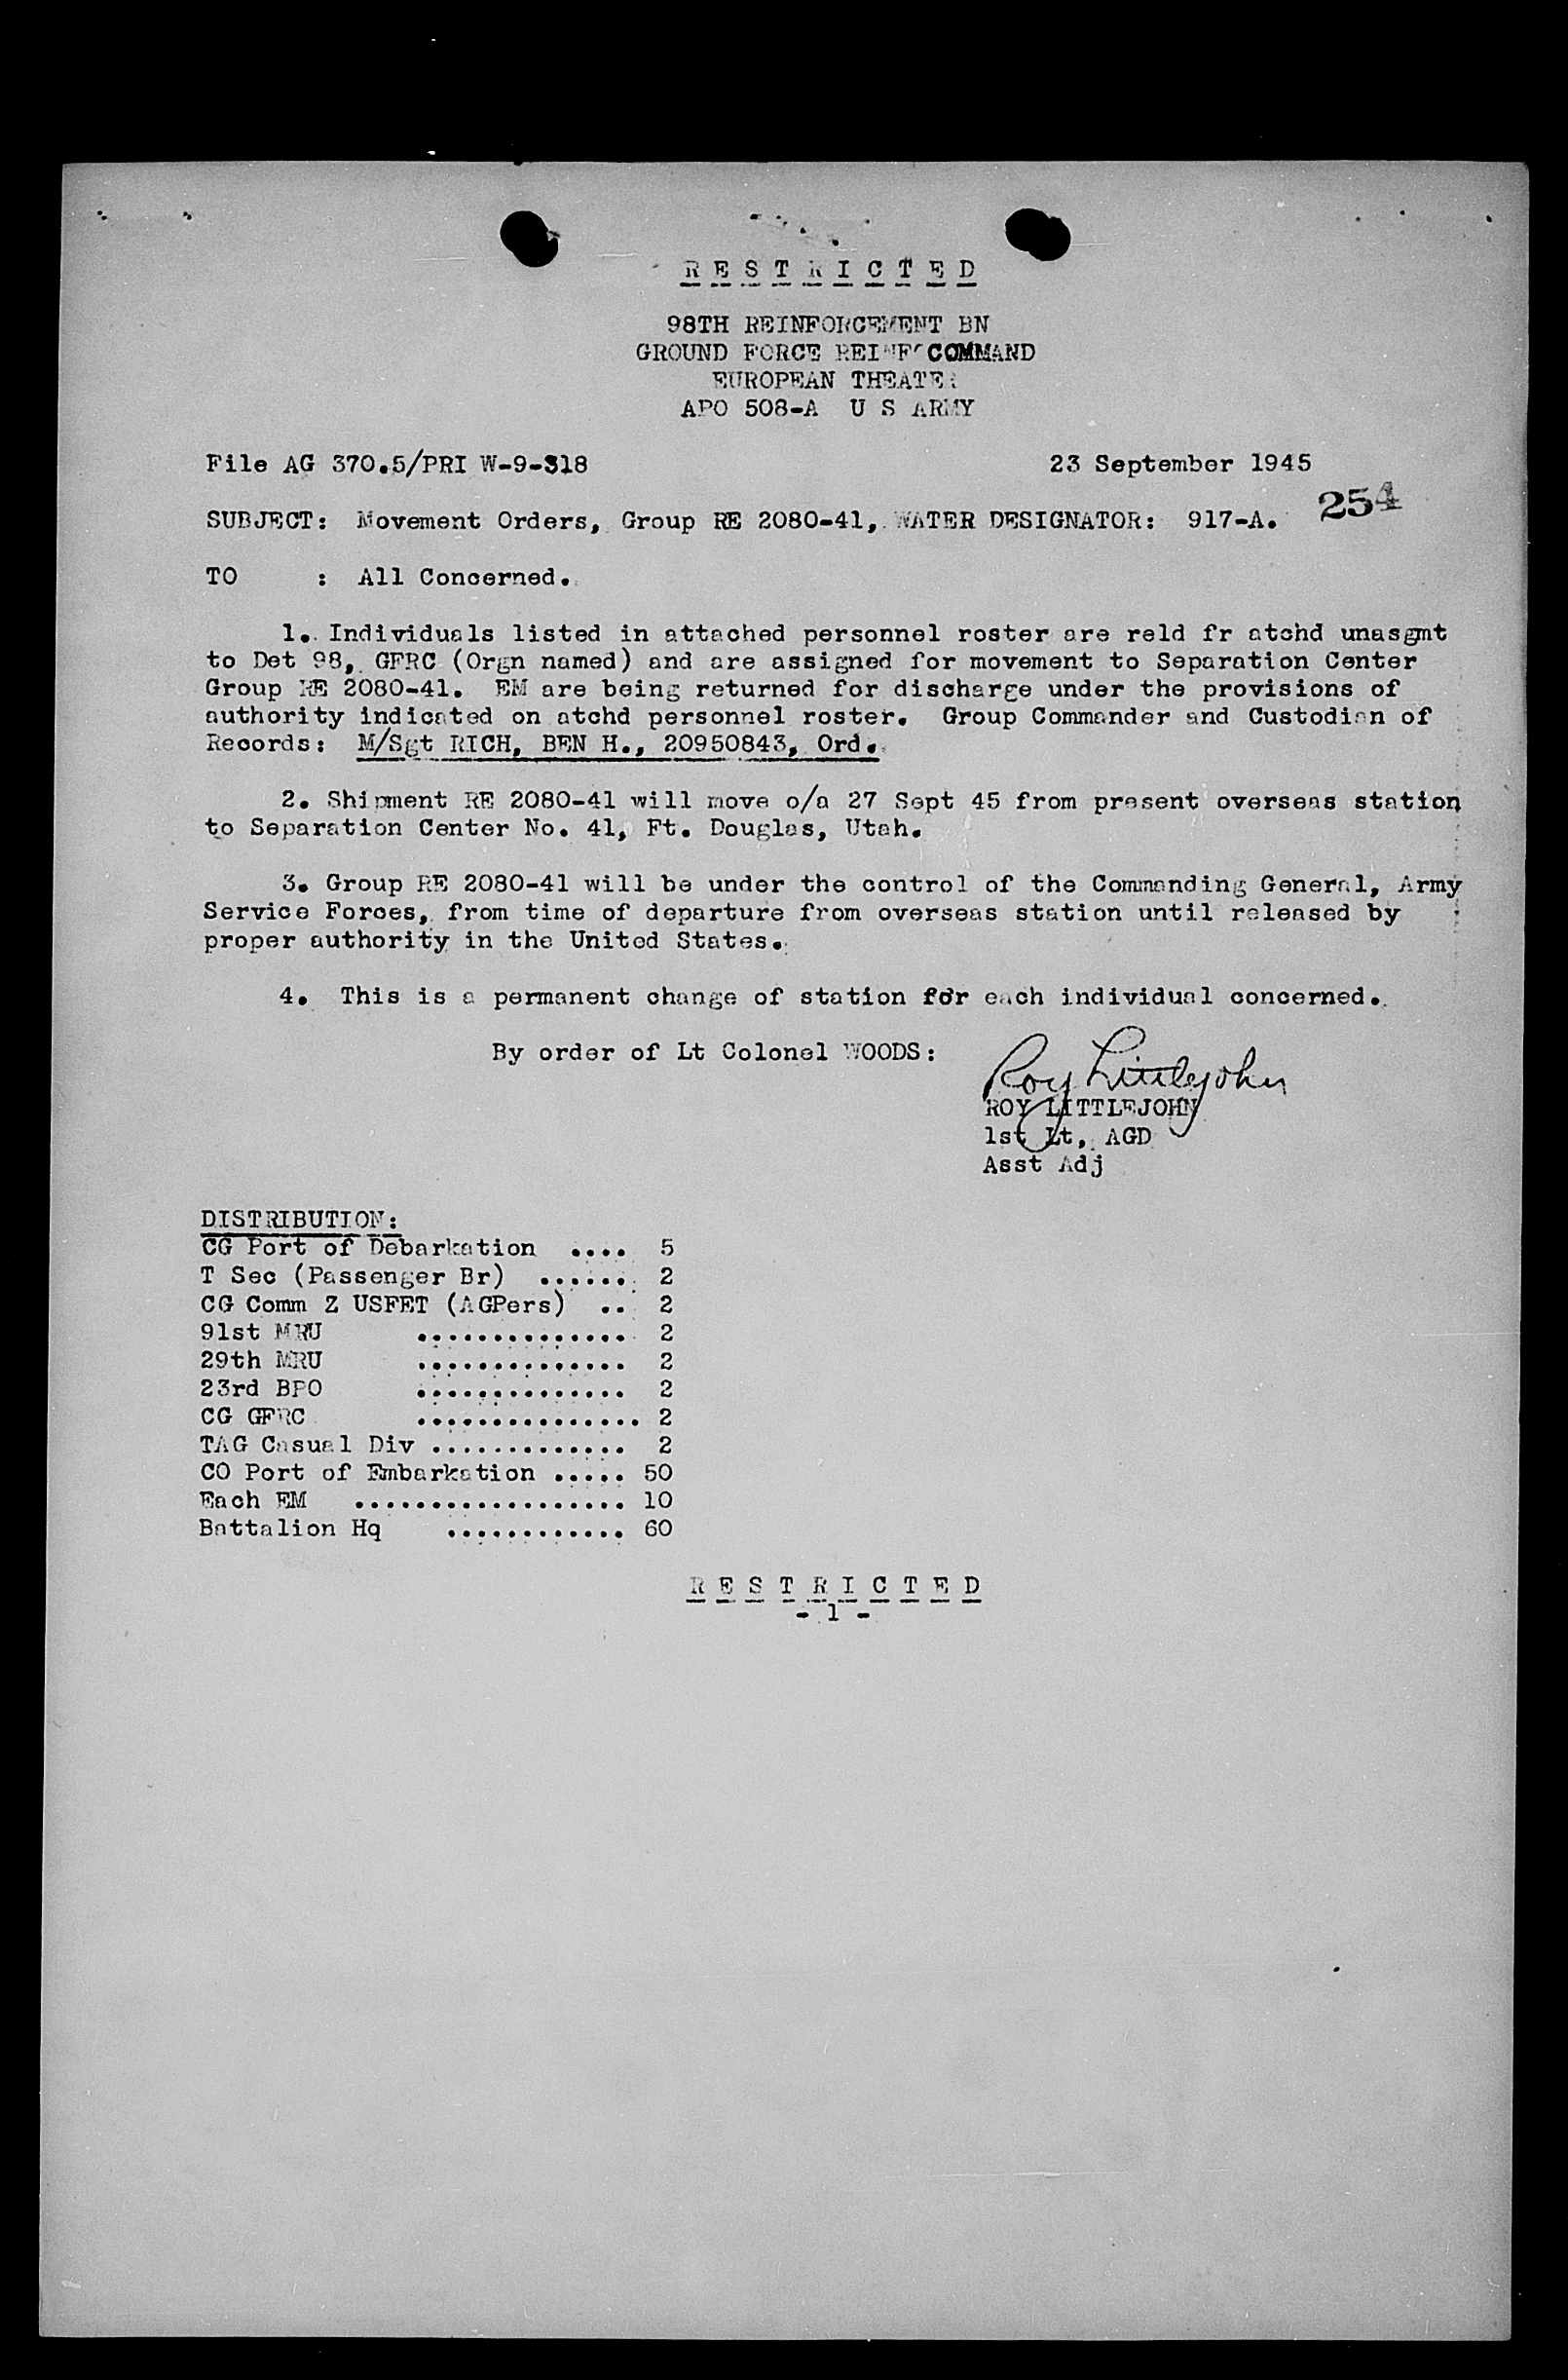 R E S T R I C T E D
98TH REINFORCEMENT BN
GROUND FORCE REINF COMMAND
EUROPEAN THEATER
APO 508-A U S ARMY
File AG 370.5/PRI W-9-318 23 September 1945
SUBJECT: Movement Orders, Group RE 2080-41, WATER DESIGNATOR: 917-A. 254
TO : All Concerned.
1. Individuals listed in attached personnel roster are reld fr atchd unasgmt
to Det 98, GFRC (Orgn named) and are assigned for movement to Separation Center
Group RE 2080-41. EM are being returned for discharge under the provisions of
authority indicated on atchd personnel roster. Group Commander and Custodian of
Records: M/Sgt RICH, BEN H., 20950843, Ord.
2. Shipment RE 2080-41 will move o/a 27 Sept 45 from present overseas station
to Separation Center No. 41, Ft. Douglas, Utah.
3. Group RE 2080-41 will be under the control of the Commanding General, Army
Service Forces, from time of departure from overseas station until released by
proper authority in the United States.
4. This is a permanent change of station for each individual concerned.
By order of Lt Colonel WOODS:
Roy Littlejohn
ROY LITTLEJOHN
1st Lt, AGD
Asst Adj
DISTRIBUTION:
CG Port of Debarkation .... 5
T Sec (Passenger Br) ...... 2
CG Comm Z USFET (AGPers) .. 2
91st MRU .............. 2
29th MRU .............. 2
23rd BPO .............. 2
CG GFRC ............... 2
TAG Casual Div ............. 2
CO Port of Embarkation ..... 50
Each EM .................. 10
Battalion Hq ............ 60
R E S T R I C T E D
- 1 -